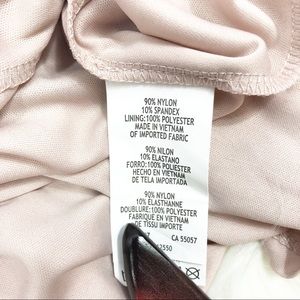 90% NYLON
10% SPANDEX
LINING:100% POLYESTER
MADE IN VIETNAM
OF IMPORTED FABRIC
90% NILON
10% ELASTANO
FORRO:100% POLIESTER
HECHO EN VIETNAM
DE TELA IMPORTADA
90% NYLON
10% ELASTHANNE
DOUBLURE:100% POLYESTER
FABRIQUE EN VIETNAM
DE TISSU IMPORTE
CA 55057